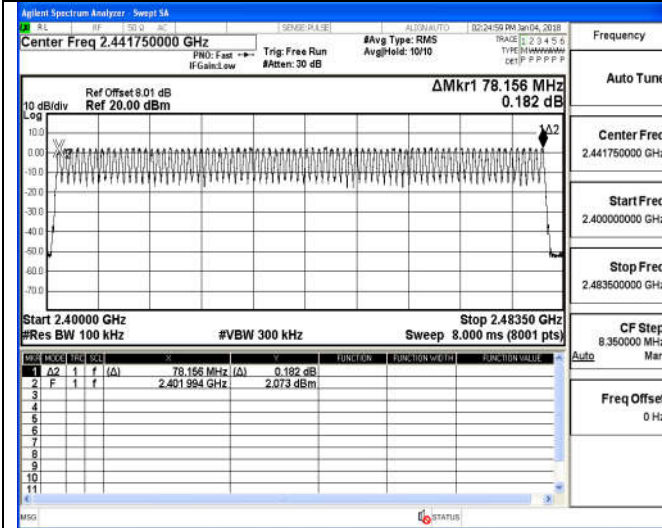 Agilent Spectrum Analyzer - Swept SA
RL RF 50 Ω AC SENSE:PULSE ALIGNAUTO 02:24:59 PM Jan 04, 2018
Center Freq 2.441750000 GHz
PNO: Fast
IFGain:Low
Trig: Free Run
#Atten: 30 dB
#Avg Type: RMS
Avg|Hold: 10/10
TRACE 1 2 3 4 5 6
TYPE MWWWWW
DET P P P P P P
Ref Offset 8.01 dB
Ref 20.00 dBm
10 dB/div
Log
ΔMkr1 78.156 MHz
0.182 dB
10.0
0.00
-10.0
-20.0
-30.0
-40.0
-50.0
-60.0
-70.0
1Δ2
Start 2.40000 GHz
Stop 2.48350 GHz
#Res BW 100 kHz
#VBW 300 kHz
Sweep 8.000 ms (8001 pts)
MKR MODE TRC SCL X Y FUNCTION FUNCTION WIDTH FUNCTION VALUE
1 Δ2 1 f (Δ) 78.156 MHz (Δ) 0.182 dB
2 F 1 f 2.401 994 GHz 2.073 dBm
3
4
5
6
7
8
9
10
11
MSG
STATUS
Frequency
Auto Tune
Center Freq
2.441750000 GHz
Start Freq
2.400000000 GHz
Stop Freq
2.483500000 GHz
CF Step
8.350000 MHz
Auto Man
Freq Offset
0 Hz